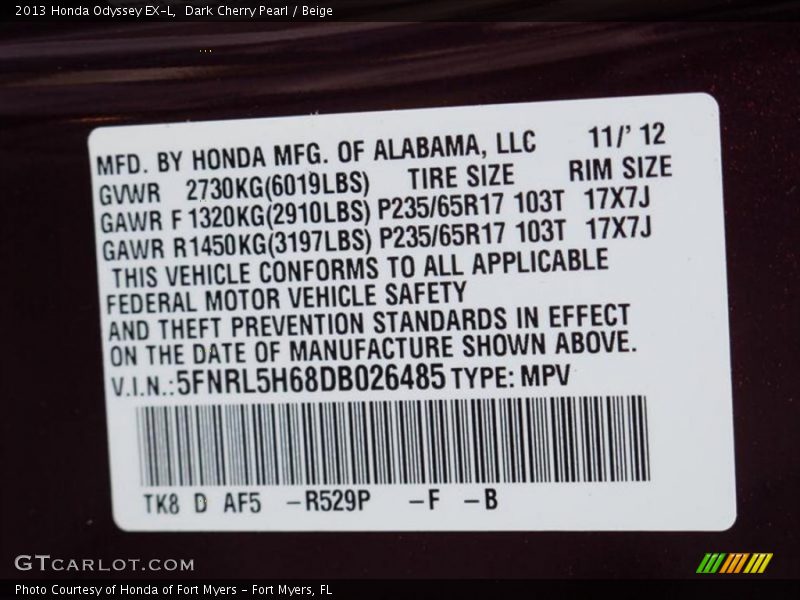 2013 Honda Odyssey EX-L,  Dark Cherry Pearl / Beige
MFD. BY HONDA MFG. OF ALABAMA, LLC 11/' 12
GVWR 2730KG(6019LBS) TIRE SIZE RIM SIZE
GAWR F 1320KG(2910LBS) P235/65R17 103T 17X7J
GAWR R1450KG(3197LBS) P235/65R17 103T 17X7J
THIS VEHICLE CONFORMS TO ALL APPLICABLE
FEDERAL MOTOR VEHICLE SAFETY
AND THEFT PREVENTION STANDARDS IN EFFECT
ON THE DATE OF MANUFACTURE SHOWN ABOVE.
V.I.N.:5FNRL5H68DB026485 TYPE: MPV
TK8 D AF5 –R529P –F –B
GTCARLOT.COM
Photo Courtesy of Honda of Fort Myers – Fort Myers, FL